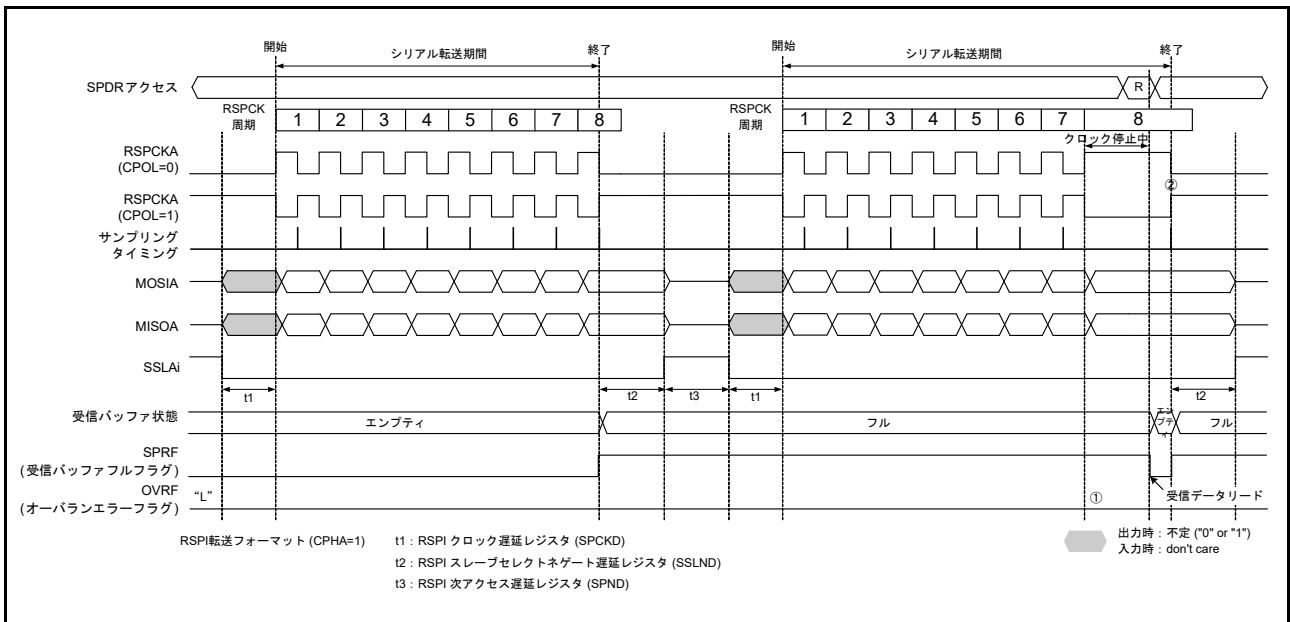 開始 シリアル転送期間 終了 開始 シリアル転送期間 終了
SPDRアクセス R
RSPCK
周期
1 2 3 4 5 6 7 8
RSPCK
周期
1 2 3 4 5 6 7 8
クロック停止中
RSPCKA
(CPOL=0)
RSPCKA
(CPOL=1)
②
サンプリング
タイミング
MOSIA
MISOA
SSLAi
t1 t2 t3 t1 t2
受信バッファ状態 エンプティ フル エンプティ フル
SPRF
(受信バッファフルフラグ)
OVRF
(オーバランエラーフラグ)
“L”
①
受信データリード
RSPI転送フォーマット (CPHA=1)
t1 : RSPI クロック遅延レジスタ (SPCKD)
t2 : RSPI スレーブセレクトネゲート遅延レジスタ (SSLND)
t3 : RSPI 次アクセス遅延レジスタ (SPND)
出力時 : 不定 ("0" or "1")
入力時 : don't care